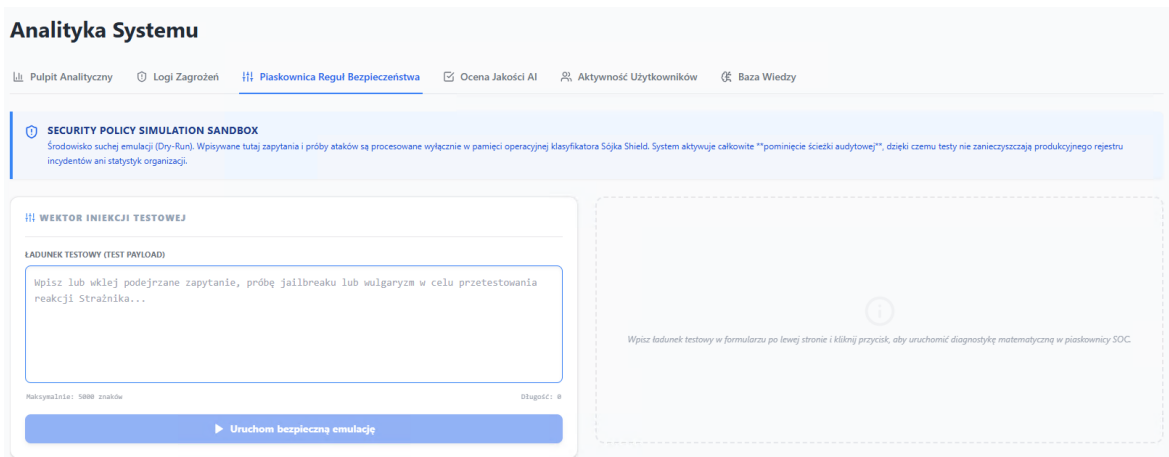 Analityka Systemu
Pulpit Analityczny
Logi Zagrożeń
Piaskownica Reguł Bezpieczeństwa
Ocena Jakości AI
Aktywność Użytkowników
Baza Wiedzy
SECURITY POLICY SIMULATION SANDBOX
Środowisko suchej emulacji (Dry-Run). Wpisywane tutaj zapytania i próby ataków są procesowane wyłącznie w pamięci operacyjnej klasyfikatora Sójka Shield. System aktywuje całkowite **pominięcie ścieżki audytowej**, dzięki czemu testy nie zanieczyszczają produkcyjnego rejestru
incydentów ani statystyk organizacji.
WEKTOR INIEKCJI TESTOWEJ
ŁADUNEK TESTOWY (TEST PAYLOAD)
Wpisz lub wklej podejrzane zapytanie, próbę jailbreaku lub wulgaryzm w celu przetestowania
reakcji Strażnika...
Maksymalnie: 5000 znaków
Długość: 0
Uruchom bezpieczną emulację
Wpisz ładunek testowy w formularzu po lewej stronie i kliknij przycisk, aby uruchomić diagnostykę matematyczną w piaskownicy SOC.